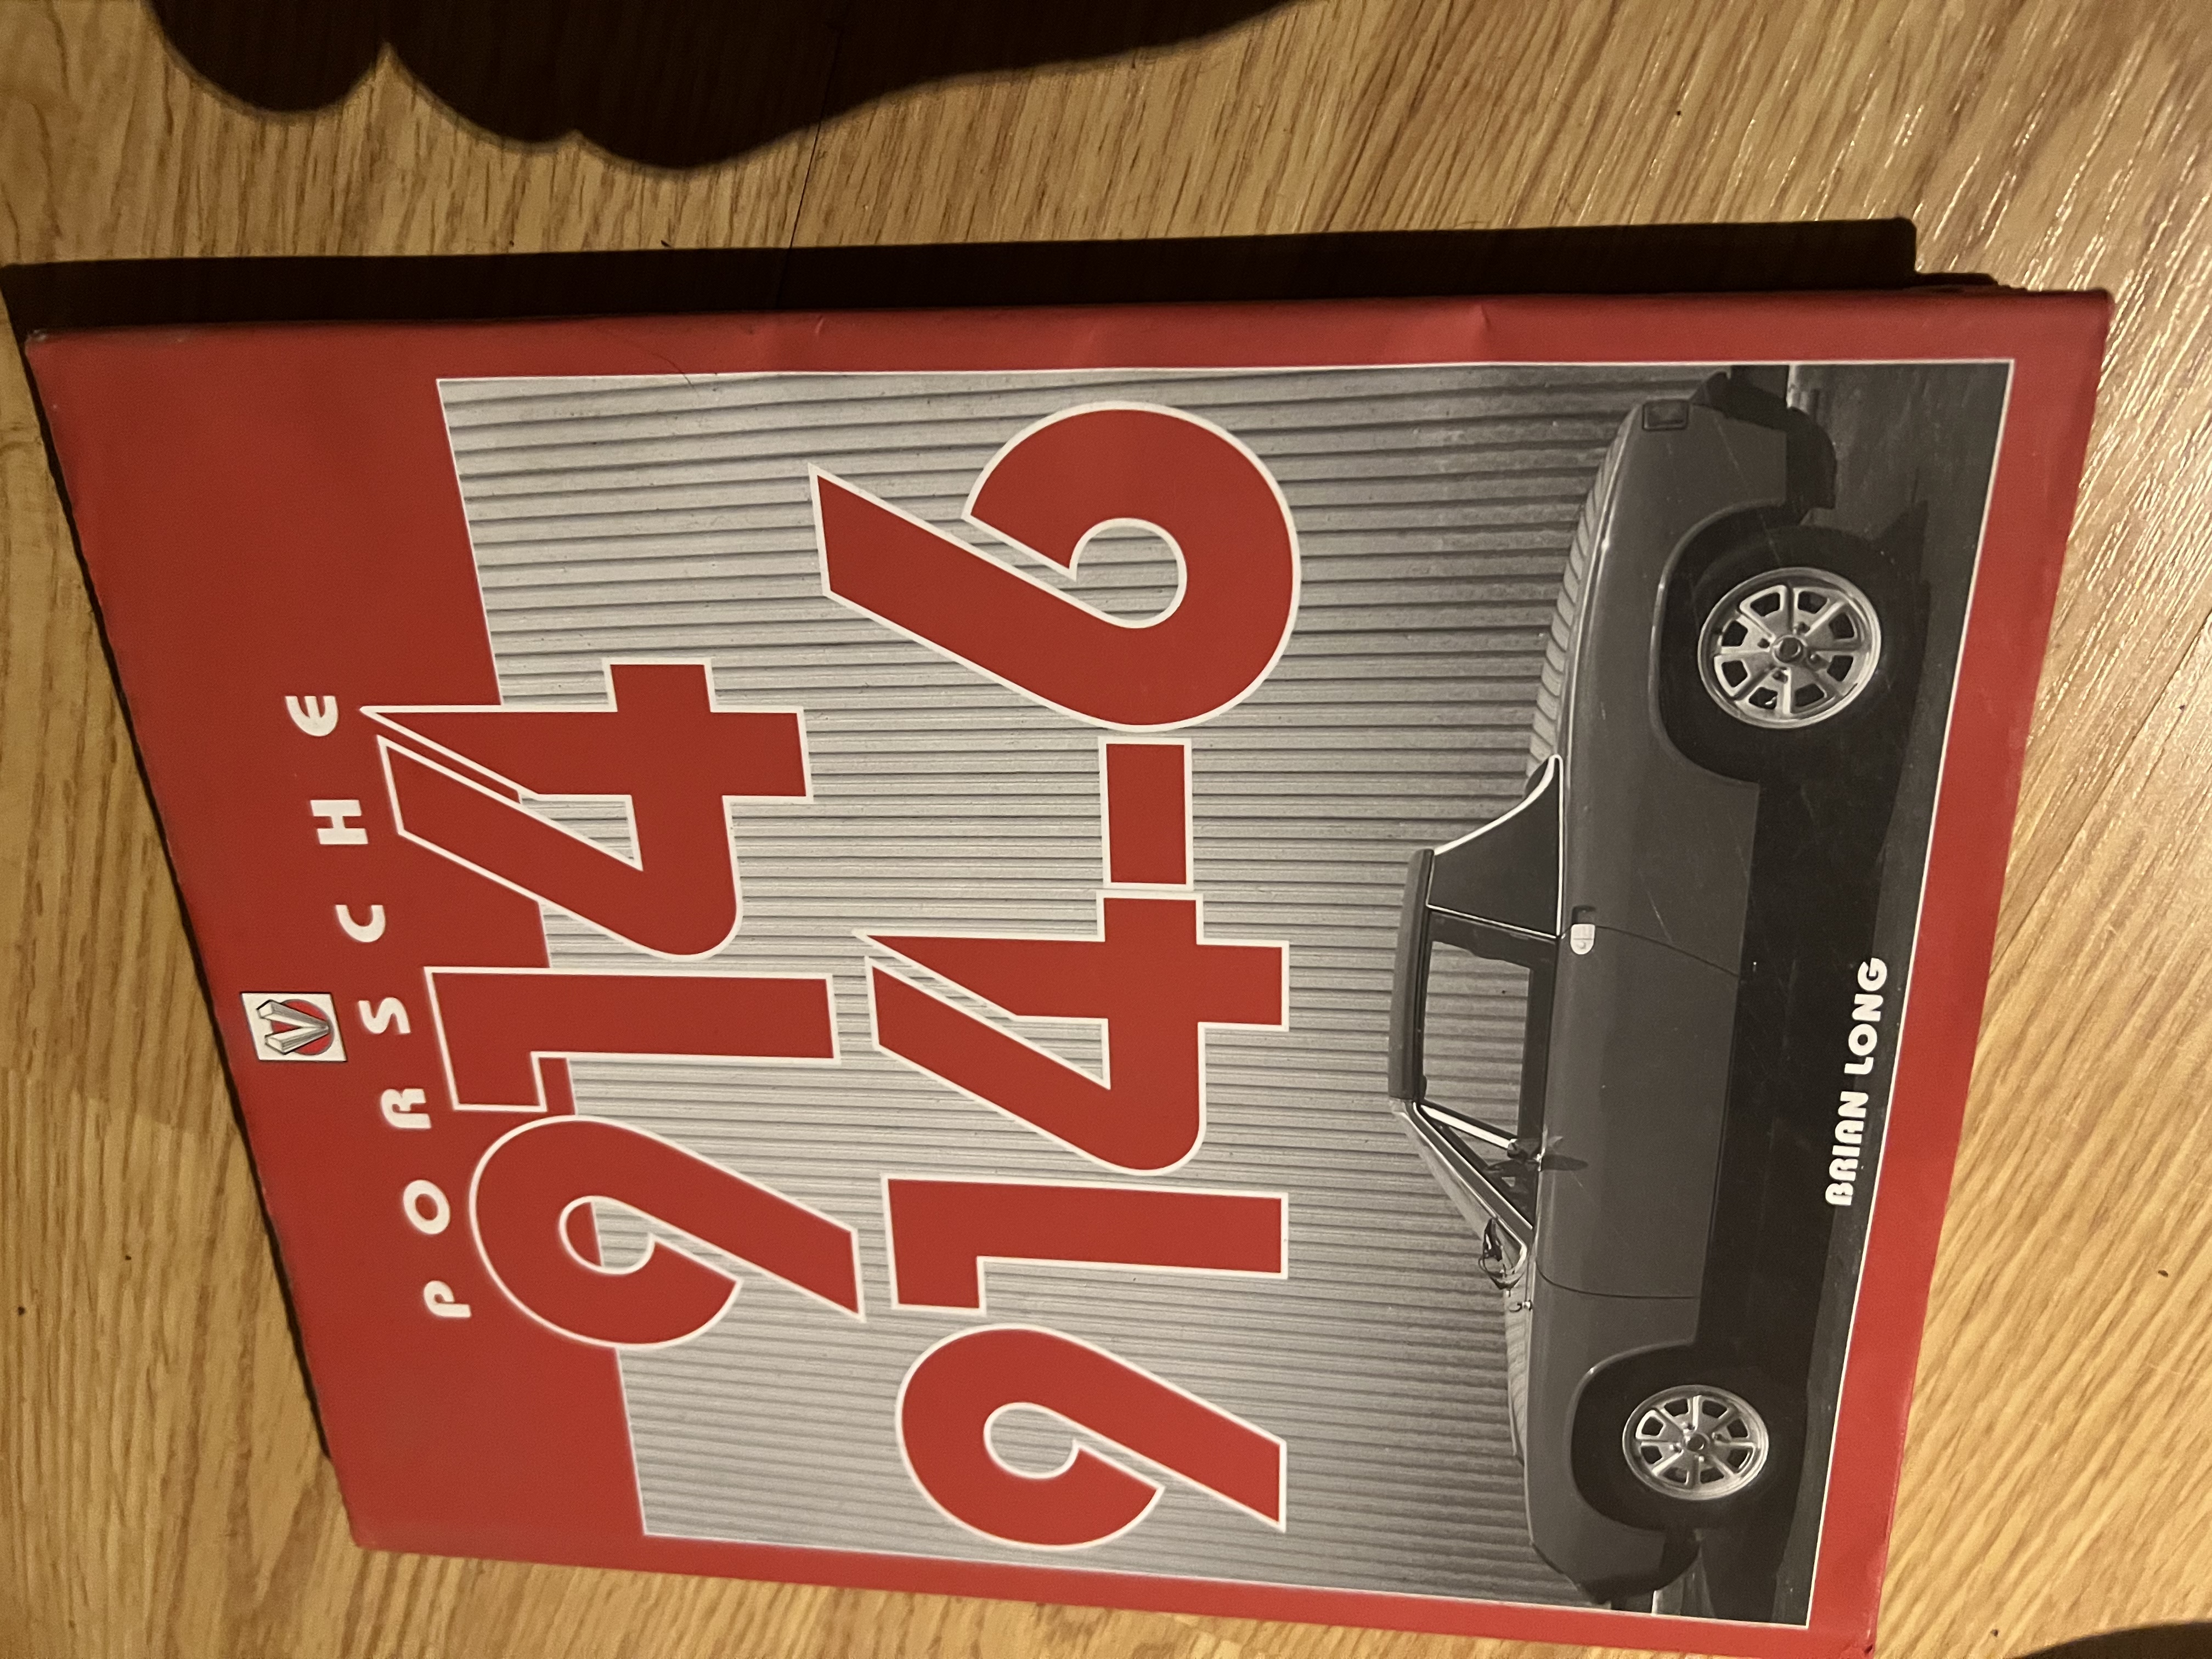 PORSCHE
914
914-6
BRIAN LONG